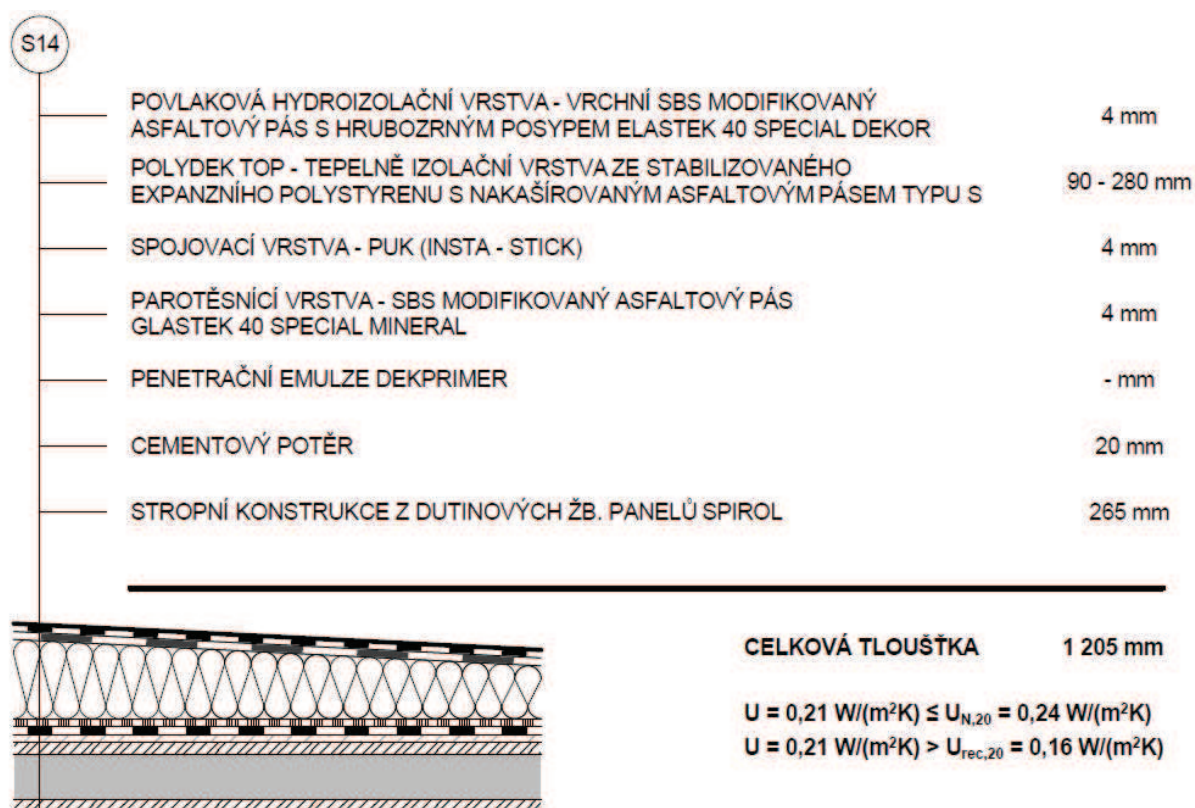 S14
POVLAKOVÁ HYDROIZOLAČNÍ VRSTVA - VRCHNÍ SBS MODIFIKOVANÝ
ASFALTOVÝ PÁS S HRUBOZRNÝM POSYPEM ELASTEK 40 SPECIAL DEKOR
4 mm
POLYDEK TOP - TEPELNĚ IZOLAČNÍ VRSTVA ZE STABILIZOVANÉHO
EXPANZNÍHO POLYSTYRENU S NAKAŠÍROVANÝM ASFALTOVÝM PÁSEM TYPU S
90 - 280 mm
SPOJOVACÍ VRSTVA - PUK (INSTA - STICK)
4 mm
PAROTĚSNÍCÍ VRSTVA - SBS MODIFIKOVANÝ ASFALTOVÝ PÁS
GLASTEK 40 SPECIAL MINERAL
4 mm
PENETRAČNÍ EMULZE DEKPRIMER
- mm
CEMENTOVÝ POTĚR
20 mm
STROPNÍ KONSTRUKCE Z DUTINOVÝCH ŽB. PANELŮ SPIROL
265 mm
CELKOVÁ TLOUŠŤKA
1 205 mm
U = 0,21 W/(m²K) ≤ U_N,20 = 0,24 W/(m²K)
U = 0,21 W/(m²K) > U_rec,20 = 0,16 W/(m²K)